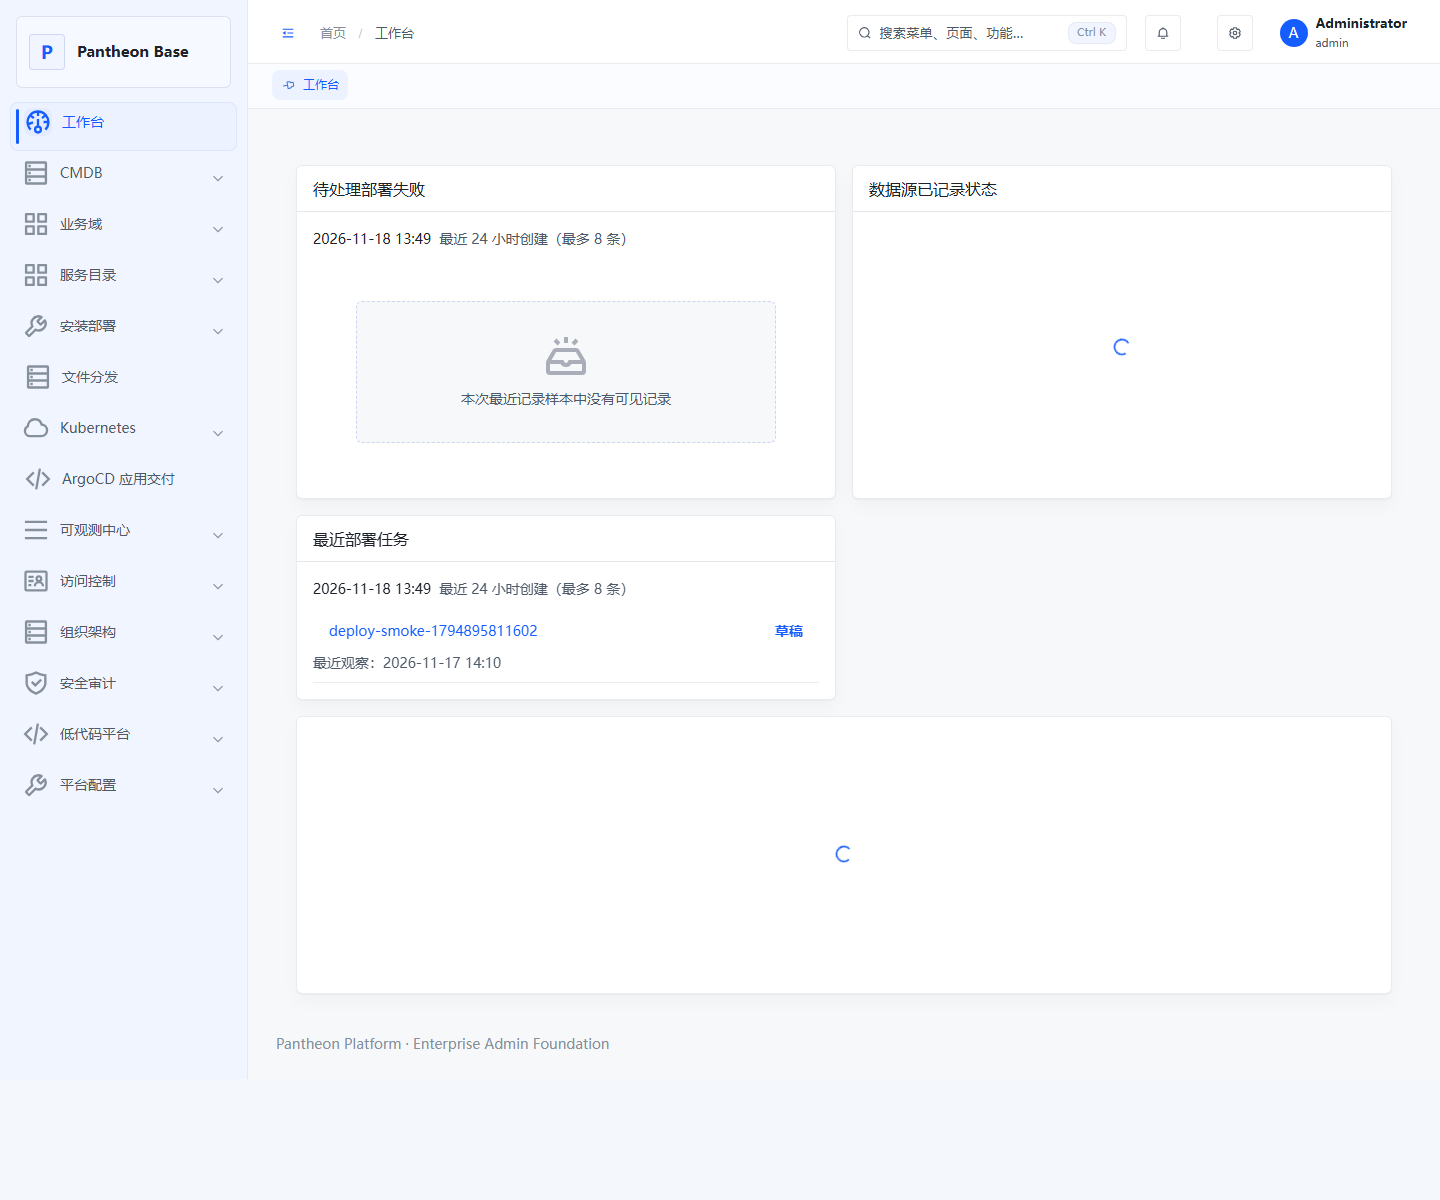 P
Pantheon Base
工作台
CMDB
业务域
服务目录
安装部署
文件分发
Kubernetes
ArgoCD 应用交付
可观测中心
访问控制
组织架构
安全审计
低代码平台
平台配置
首页 / 工作台
搜索菜单、页面、功能... Ctrl K
A
Administrator
admin
工作台
待处理部署失败
2026-11-18 13:49 最近 24 小时创建（最多 8 条）
本次最近记录样本中没有可见记录
数据源已记录状态
最近部署任务
2026-11-18 13:49 最近 24 小时创建（最多 8 条）
deploy-smoke-1794895811602 草稿
最近观察：2026-11-17 14:10
Pantheon Platform · Enterprise Admin Foundation